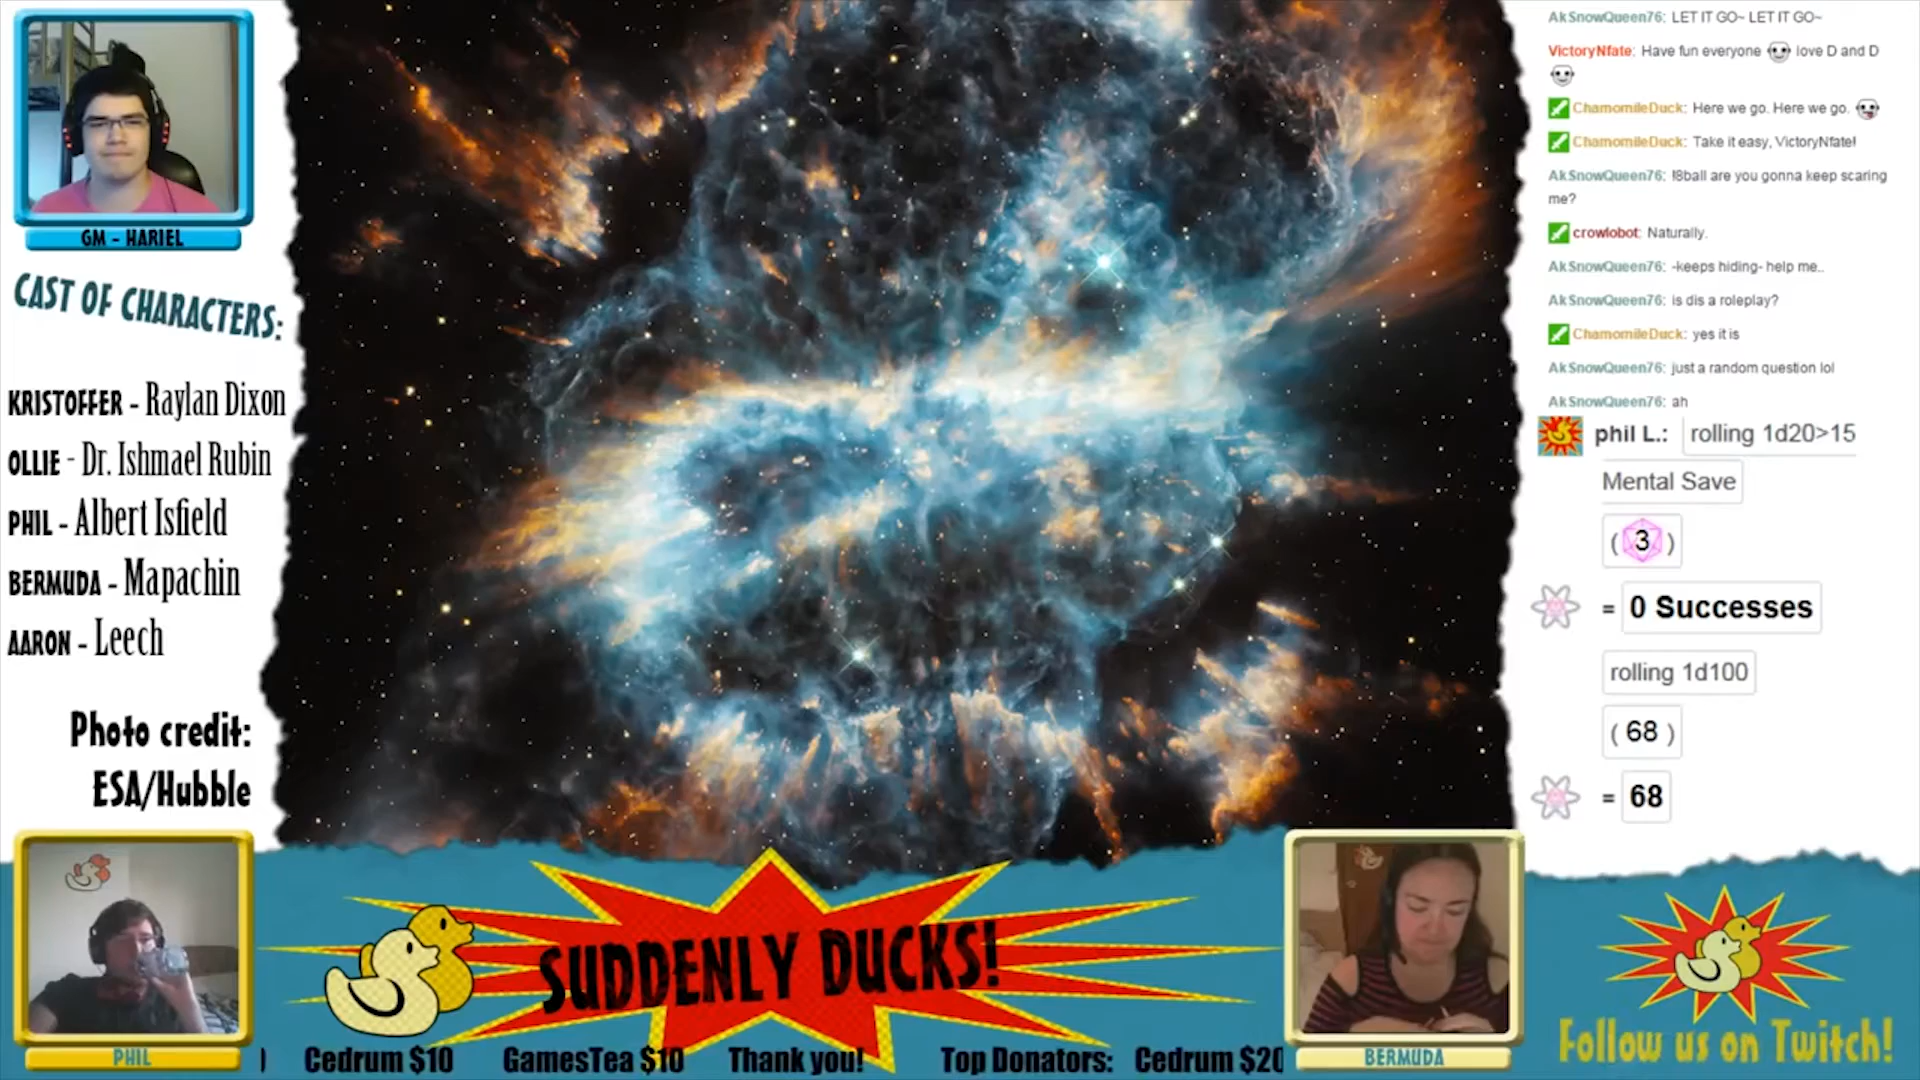 GM - HARIEL
CAST OF CHARACTERS:
KRISTOFFER - Raylan Dixon
OLLIE - Dr. Ishmael Rubin
PHIL - Albert Isfield
BERMUDA - Mapachin
AARON - Leech
Photo credit:
ESA/Hubble
PHIL
SUDDENLY DUCKS!
Cedrum $10 GamesTea $10 Thank you! Top Donators: Cedrum $20
BERMUDA
AkSnowQueen76: LET IT GO~ LET IT GO~
VictoryNfate: Have fun everyone love D and D
ChamomileDuck: Here we go. Here we go.
ChamomileDuck: Take it easy, VictoryNfate!
AkSnowQueen76: !8ball are you gonna keep scaring
me?
crowlobot: Naturally.
AkSnowQueen76: -keeps hiding- help me..
AkSnowQueen76: is dis a roleplay?
ChamomileDuck: yes it is
AkSnowQueen76: just a random question lol
AkSnowQueen76: ah
phil L.: rolling 1d20>15
Mental Save
( 3 )
= 0 Successes
rolling 1d100
( 68 )
= 68
Follow us on Twitch!